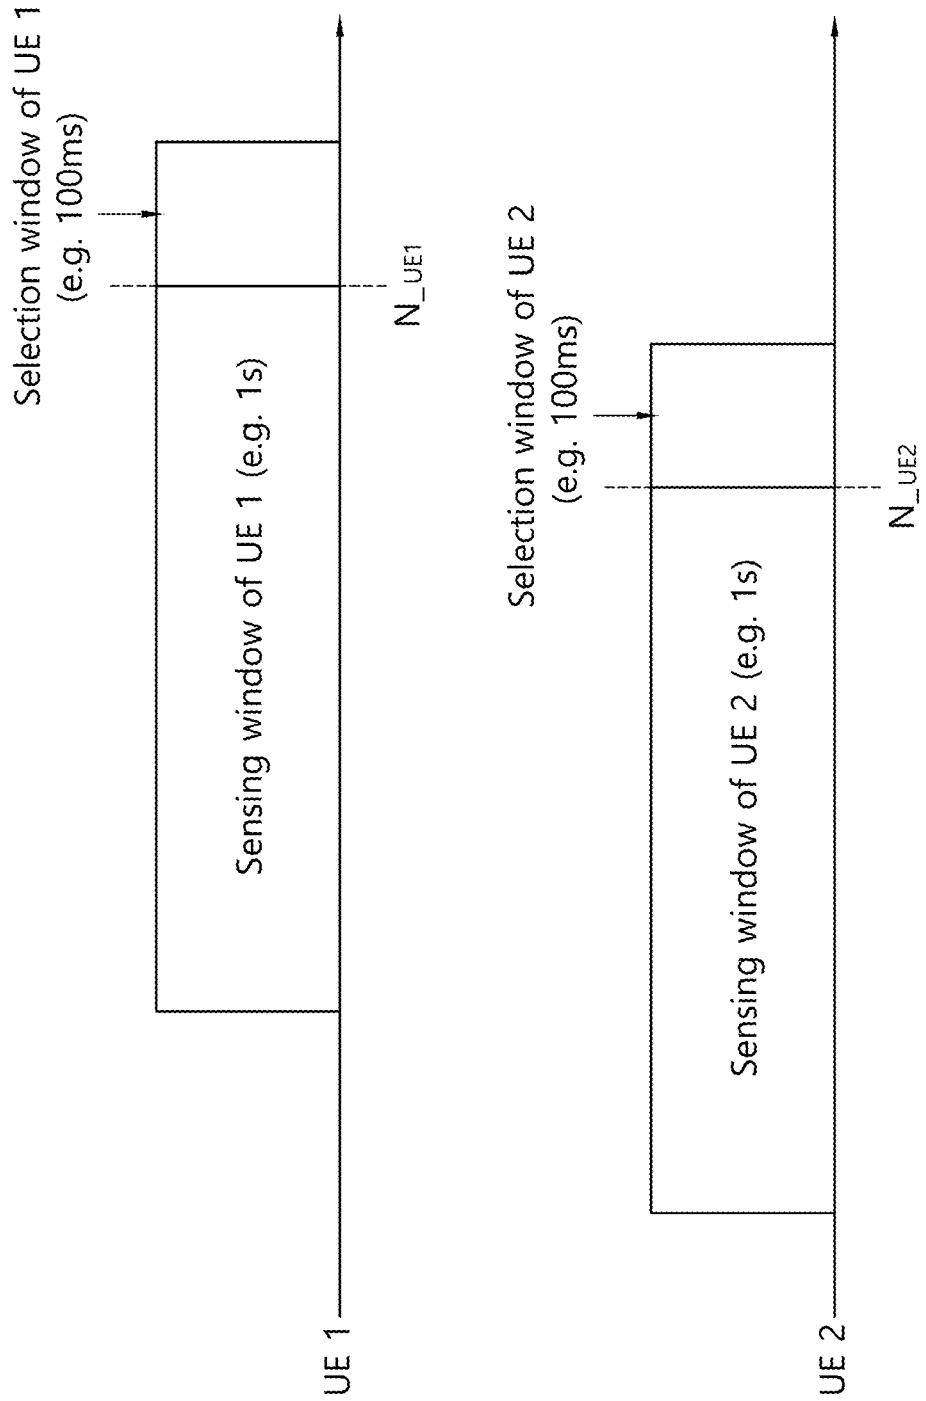 Selection window of UE 1
(e.g. 100ms)
Sensing window of UE 1 (e.g. 1s)
UE 1
N_UE1
Selection window of UE 2
(e.g. 100ms)
Sensing window of UE 2 (e.g. 1s)
UE 2
N_UE2